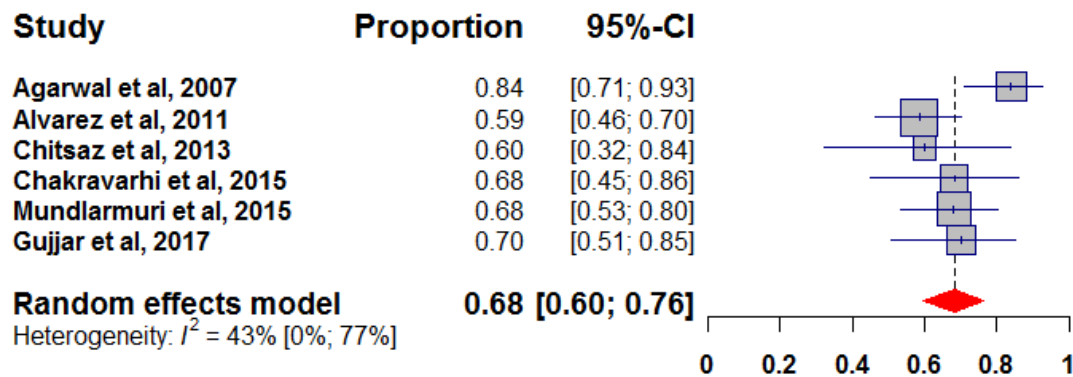 Study Proportion 95%-CI
Agarwal et al, 2007 0.84 [0.71; 0.93]
Alvarez et al, 2011 0.59 [0.46; 0.70]
Chitsaz et al, 2013 0.60 [0.32; 0.84]
Chakravarhi et al, 2015 0.68 [0.45; 0.86]
Mundlarmuri et al, 2015 0.68 [0.53; 0.80]
Gujjar et al, 2017 0.70 [0.51; 0.85]
Random effects model 0.68 [0.60; 0.76]
Heterogeneity: I² = 43% [0%; 77%]
0 0.2 0.4 0.6 0.8 1